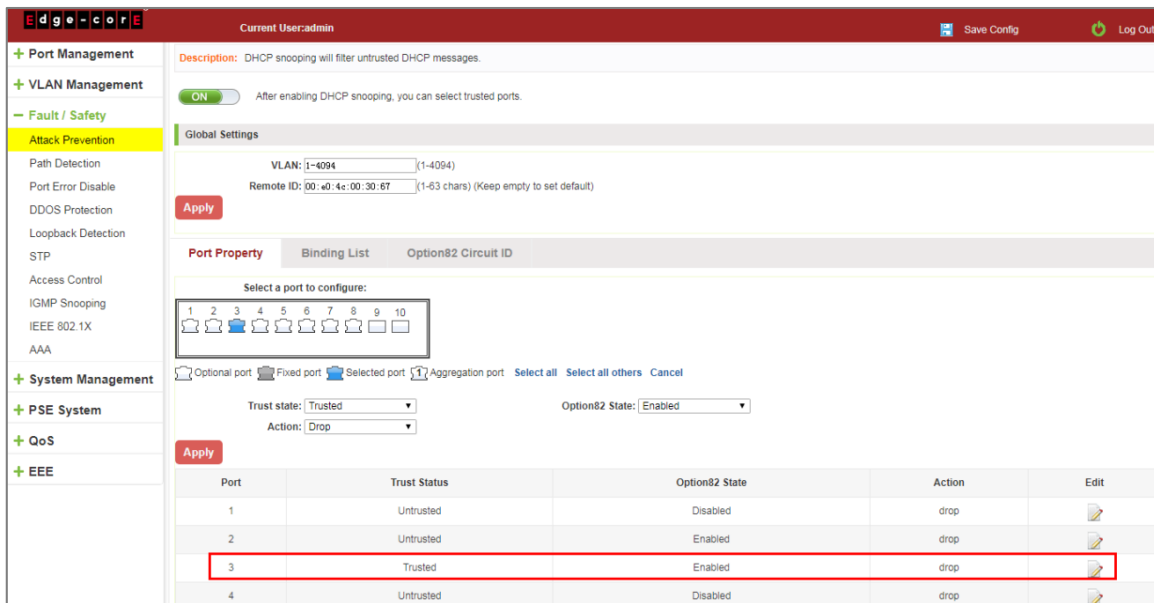 Edge-corE
Current User:admin
Save Config
Log Out
+ Port Management
+ VLAN Management
− Fault / Safety
Attack Prevention
Path Detection
Port Error Disable
DDOS Protection
Loopback Detection
STP
Access Control
IGMP Snooping
IEEE 802.1X
AAA
+ System Management
+ PSE System
+ QoS
+ EEE
Description: DHCP snooping will filter untrusted DHCP messages.
ON After enabling DHCP snooping, you can select trusted ports.
Global Settings
VLAN: 1-4094 (1-4094)
Remote ID: 00:e0:4c:00:30:67 (1-63 chars) (Keep empty to set default)
Apply
Port Property Binding List Option82 Circuit ID
Select a port to configure:
1 2 3 4 5 6 7 8 9 10
Optional port Fixed port Selected port 1 Aggregation port Select all Select all others Cancel
Trust state: Trusted Option82 State: Enabled
Action: Drop
Apply
Port Trust Status Option82 State Action Edit
1 Untrusted Disabled drop
2 Untrusted Enabled drop
3 Trusted Enabled drop
4 Untrusted Disabled drop